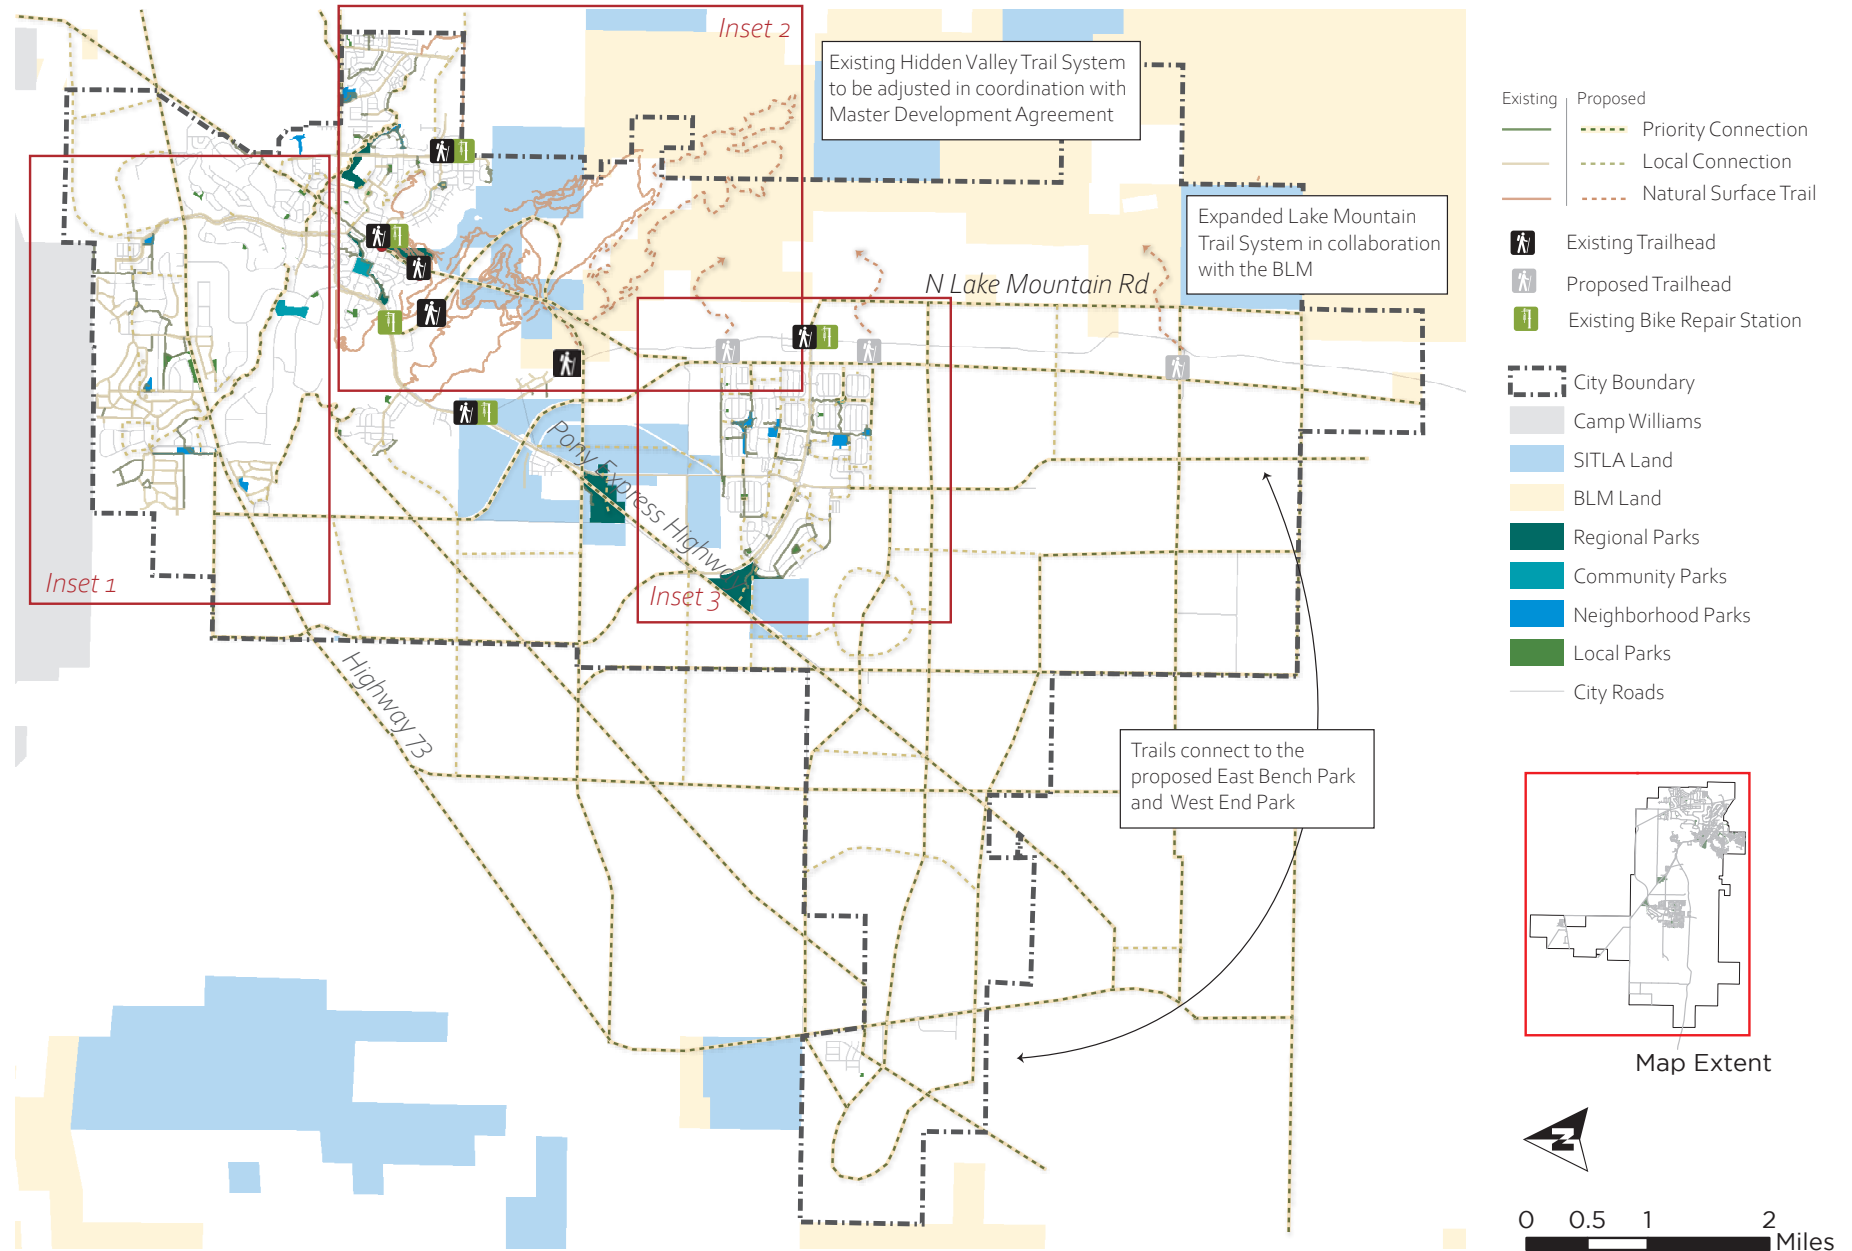 Inset 2
Existing Hidden Valley Trail System
to be adjusted in coordination with
Master Development Agreement
Expanded Lake Mountain
Trail System in collaboration
with the BLM
N Lake Mountain Rd
Pony Express Highway
Inset 1
Inset 3
Highway 73
Trails connect to the
proposed East Bench Park
and West End Park
Existing Proposed
Priority Connection
Local Connection
Natural Surface Trail
Existing Trailhead
Proposed Trailhead
Existing Bike Repair Station
City Boundary
Camp Williams
SITLA Land
BLM Land
Regional Parks
Community Parks
Neighborhood Parks
Local Parks
City Roads
Map Extent
N
0 0.5 1 2
Miles